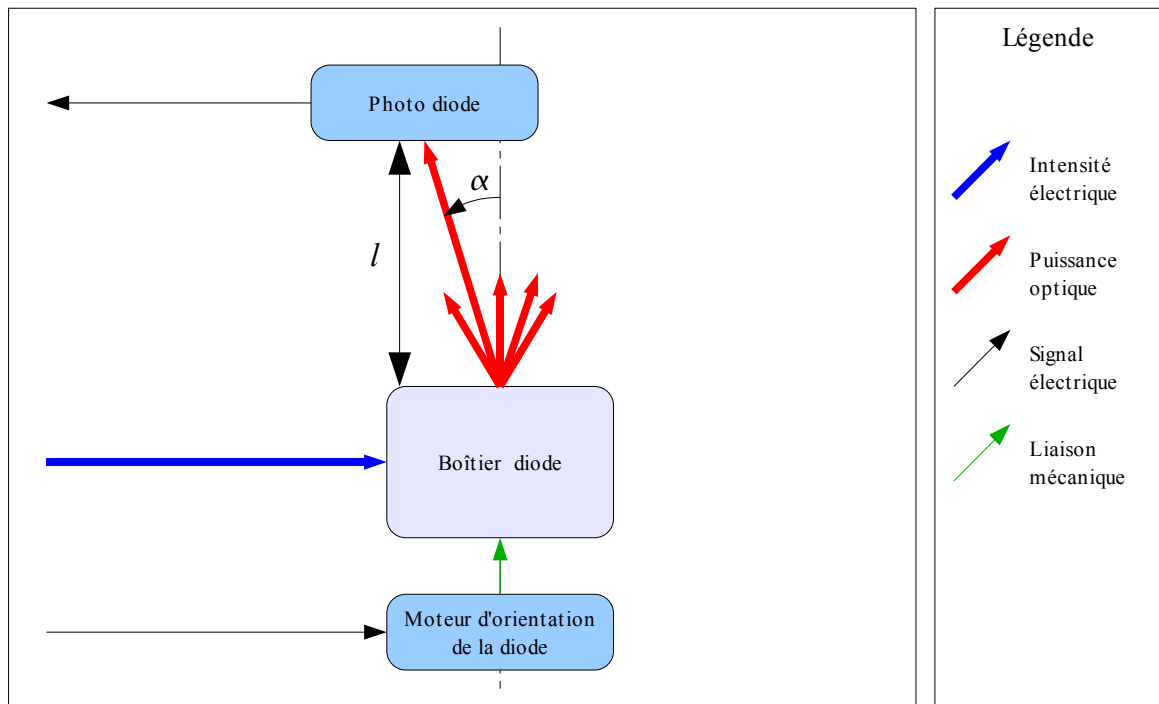 Photo diode
α
l
Boîtier diode
Moteur d'orientation
de la diode
Légende
Intensité
électrique
Puissance
optique
Signal
électrique
Liaison
mécanique